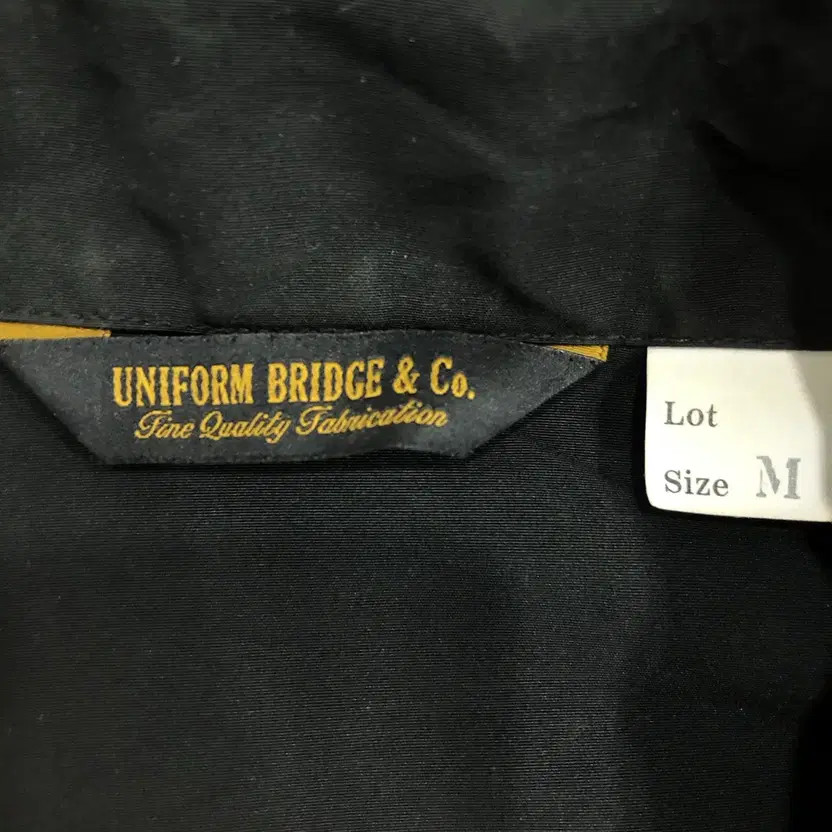 UNIFORM BRIDGE & Co.
Fine Quality Fabrication
Lot
Size M